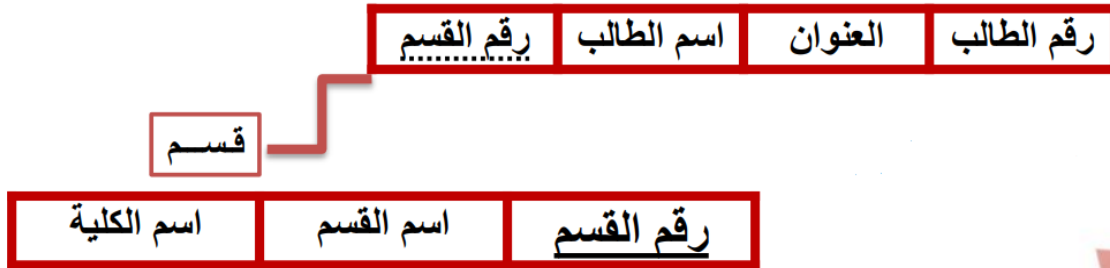 رقم الطالب العنوان اسم الطالب رقم القسم
قســـم
رقم القسم اسم القسم اسم الكلية